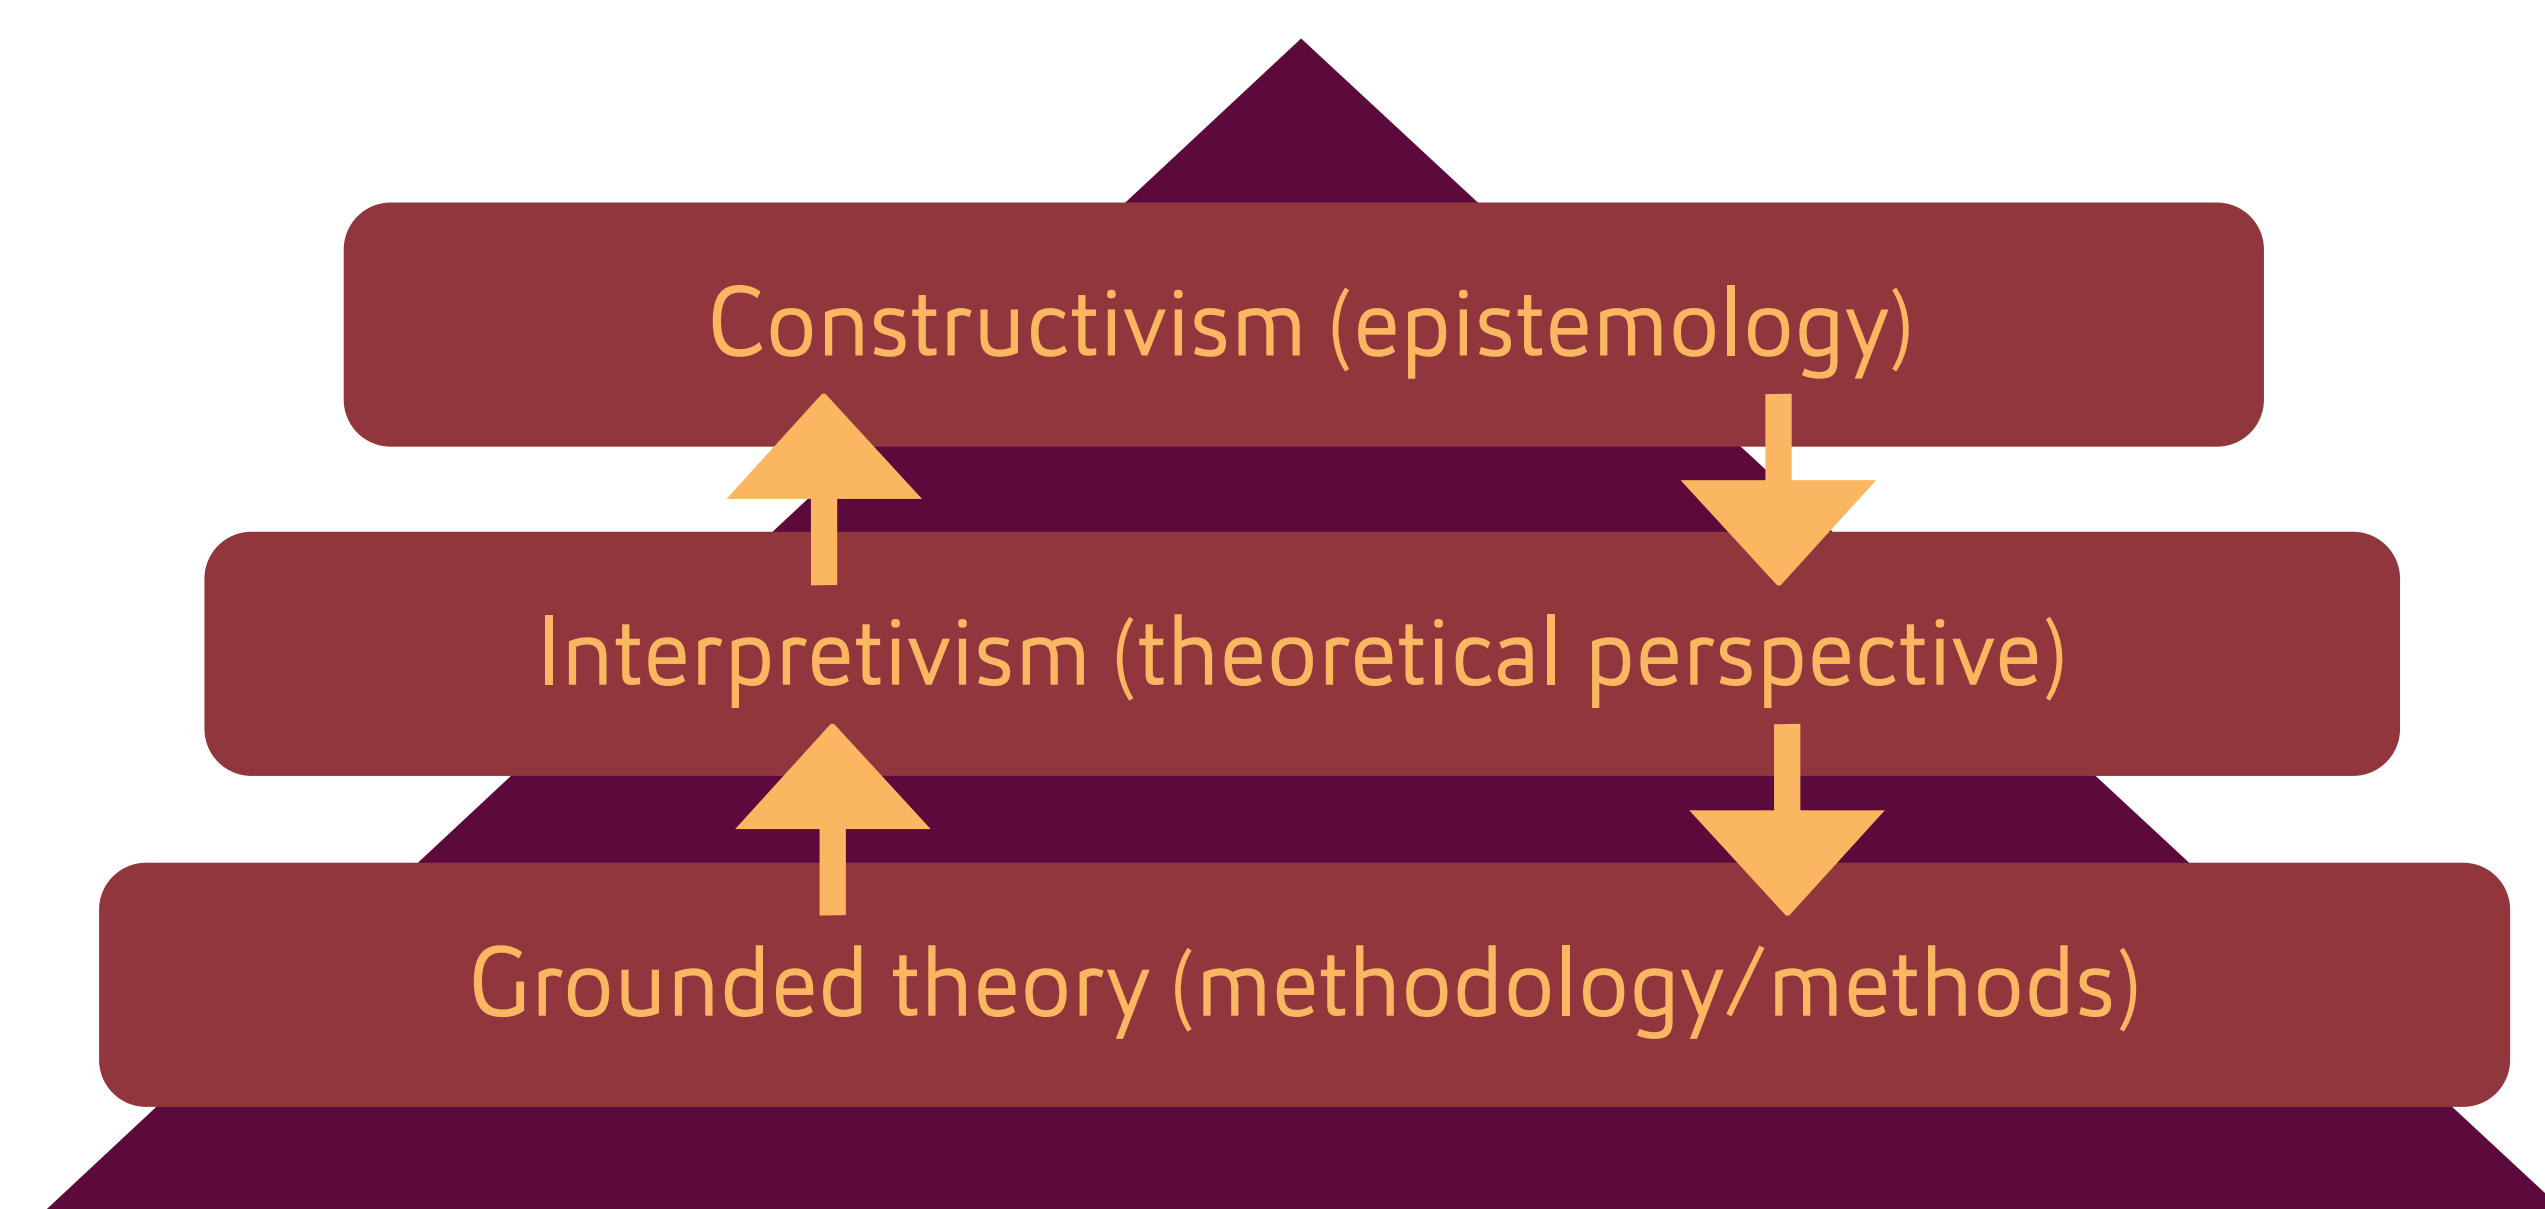 Constructivism (epistemology)
Interpretivism (theoretical perspective)
Grounded theory (methodology/methods)